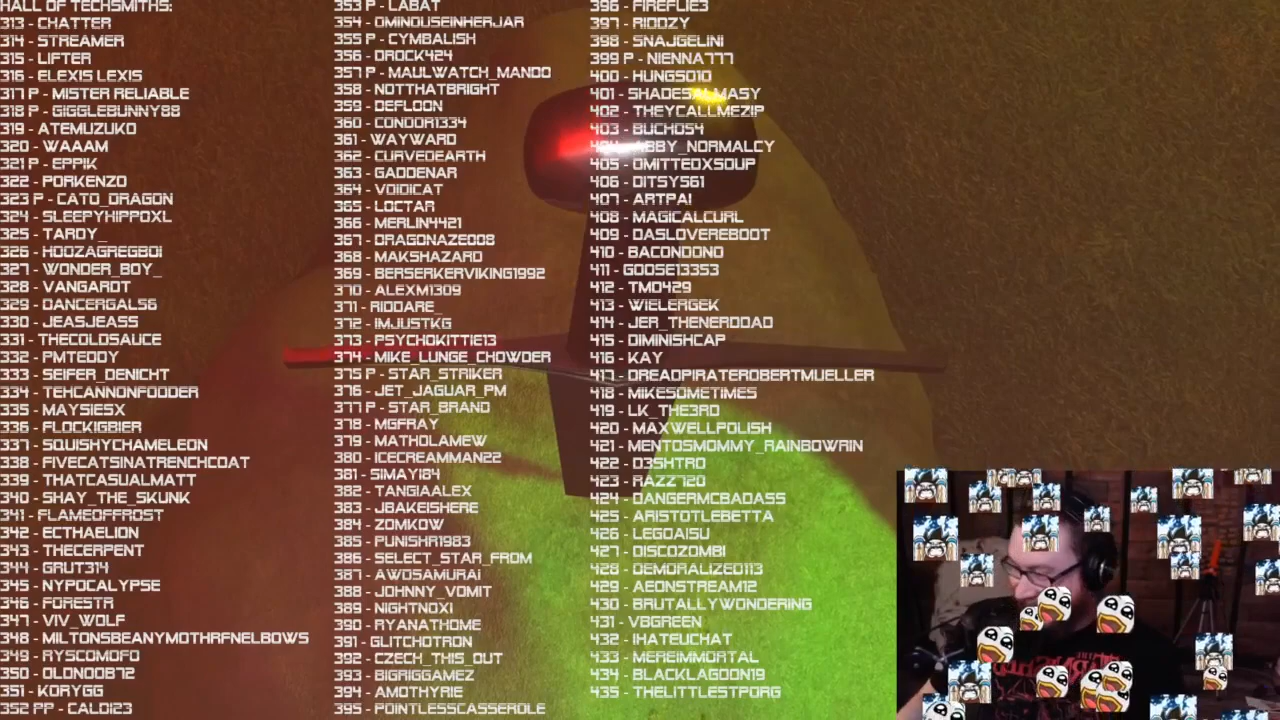 HALL OF TECHSMITHS:
313 - CHATTER
314 - STREAMER
315 - LIFTER
316 - ELEXIS LEXIS
317 P - MISTER RELIABLE
318 P - GIGGLEBUNNY88
319 - ATEMUZUKO
320 - WAAAM
321 P - EPPIK
322 - PORKENZO
323 P - CATO_DRAGON
324 - SLEEPYHIPPOXL
325 - TARDY_
326 - HOOZAGREGBOI
327 - WONDER_BOY_
328 - VANGAROT
329 - DANCERGAL56
330 - JEASJEASS
331 - THECOLDSAUCE
332 - PMTEDDY
333 - SEIFER_DENICHT
334 - TEHCANNONFODDER
335 - MAYSIESX
336 - FLOCKIGBIER
337 - SQUISHYCHAMELEON
338 - FIVECATSINATRENCHCOAT
339 - THATCASUALMATT
340 - SHAY_THE_SKUNK
341 - FLAMEOFFROST
342 - ECTHAELION
343 - THECERPENT
344 - GRUT314
345 - NYPOCALYPSE
346 - FORESTR
347 - VIV_WOLF
348 - MILTONSBEANYMOTHRFNELBOWS
349 - RYSCOMOFO
350 - OLDNOOB72
351 - KORYGG
352 PP - CALD123
353 P - LABAT
354 - OMINOUSEINHERJAR
355 P - CYMBALISH
356 - DROCK424
357 P - MAULWATCH_MANDO
358 - NOTTHATBRIGHT
359 - DEFLOON
360 - CONDOR1334
361 - WAYWARD
362 - CURVEDEARTH
363 - GADDENAR
364 - VOIDICAT
365 - LOCTAR
366 - MERLIN4421
367 - DRAGONAZE008
368 - MAKSHAZARD
369 - BERSERKERVIKING1992
370 - ALEXM1309
371 - RIDDARE_
372 - IMJUSTKG
373 - PSYCHOKITTIE13
374 - MIKE_LUNGE_CHOWDER
375 P - STAR_STRIKER
376 - JET_JAGUAR_PM
377 P - STAR_BRAND
378 - MGFRAY
379 - MATHOLAMEW
380 - ICECREAMMAN22
381 - SIMAY184
382 - TANGIAALEX
383 - JBAKEISHERE
384 - ZOMKOW
385 - PUNISHR1983
386 - SELECT_STAR_FROM
387 - AWOSAMURAI
388 - JOHNNY_VOMIT
389 - NIGHTNOXI
390 - RYANATHOME
391 - GLITCHOTRON
392 - CZECH_THIS_OUT
393 - BIGRIGGAMEZ
394 - AMOTHYRIE
395 - POINTLESSCASSEROLE
396 - FIREFLIE3
397 - RIDDZY
398 - SNAJGELINI
399 P - NIENNA777
400 - HUNGSO1O
401 - SHADESALMASY
402 - THEYCALLMEZIP
403 - BUCHO54
404 - ABBY_NORMALCY
405 - OMITTEDXSOUP
406 - DITSY561
407 - ARTPAI
408 - MAGICALCURL
409 - DASLOVEREBOOT
410 - BACONDONO
411 - GOOSE13353
412 - TMD429
413 - WIELERGEK
414 - JER_THENERDDAD
415 - DIMINISHCAP
416 - KAY
417 - DREADPIRATEROBERTMUELLER
418 - MIKESOMETIMES
419 - LK_THE3RD
420 - MAXWELLPOLISH
421 - MENTOSMOMMY_RAINBOWRIN
422 - D3SHTRO
423 - RAZZ720
424 - DANGERMCBADASS
425 - ARISTOTLEBETTA
426 - LEGOAISU
427 - DISCOZOMBI
428 - DEMORALIZED113
429 - AEONSTREAM12
430 - BRUTALLYWONDERING
431 - VBGREEN
432 - IHATEUCHAT
433 - MEREIMMORTAL
434 - BLACKLAGOON19
435 - THELITTLESTPORG